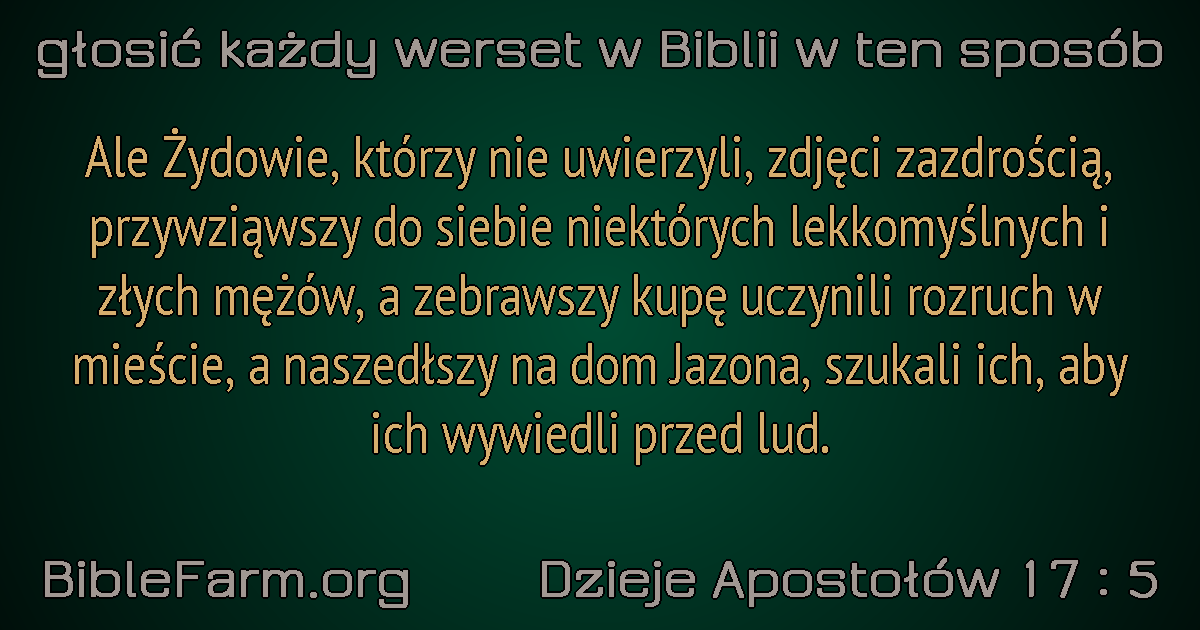 głosić każdy werset w Biblii w ten sposób
Ale Żydowie, którzy nie uwierzyli, zdjęci zazdrością,
przywziąwszy do siebie niektórych lekkomyślnych i
złych mężów, a zebrawszy kupę uczynili rozruch w
mieście, a naszedłszy na dom Jazona, szukali ich, aby
ich wywiedli przed lud.
BibleFarm.org
Dzieje Apostołów 17 : 5